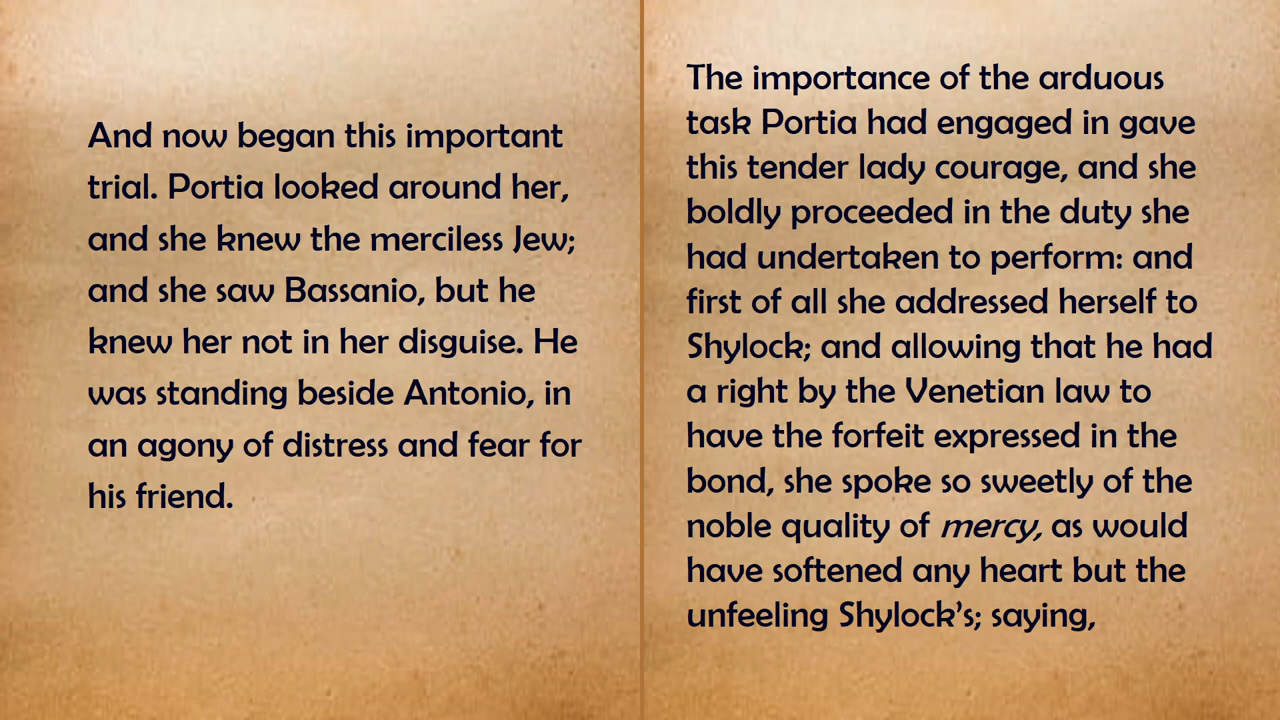 And now began this important
trial. Portia looked around her,
and she knew the merciless Jew;
and she saw Bassanio, but he
knew her not in her disguise. He
was standing beside Antonio, in
an agony of distress and fear for
his friend.
The importance of the arduous
task Portia had engaged in gave
this tender lady courage, and she
boldly proceeded in the duty she
had undertaken to perform: and
first of all she addressed herself to
Shylock; and allowing that he had
a right by the Venetian law to
have the forfeit expressed in the
bond, she spoke so sweetly of the
noble quality of mercy, as would
have softened any heart but the
unfeeling Shylock’s; saying,